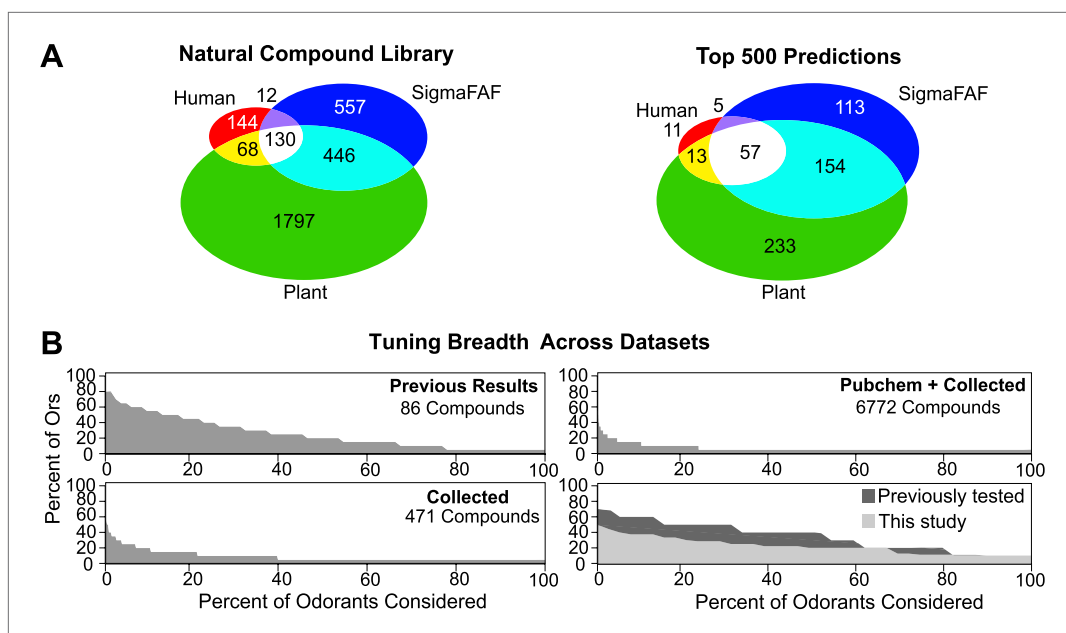 A
Natural Compound Library
Human
12
SigmaFAF
557
144
130
68
446
1797
Plant
Top 500 Predictions
Human
5
SigmaFAF
11
113
13
57
154
233
Plant
B
Tuning Breadth Across Datasets
Percent of Ors
100
80
60
40
20
0
Previous Results
86 Compounds
0 20 40 60 80 100
100
80
60
40
20
0
Pubchem + Collected
6772 Compounds
0 20 40 60 80 100
100
80
60
40
20
0
Collected
471 Compounds
0 20 40 60 80 100
Percent of Odorants Considered
100
80
60
40
20
0
Previously tested
This study
0 20 40 60 80 100
Percent of Odorants Considered